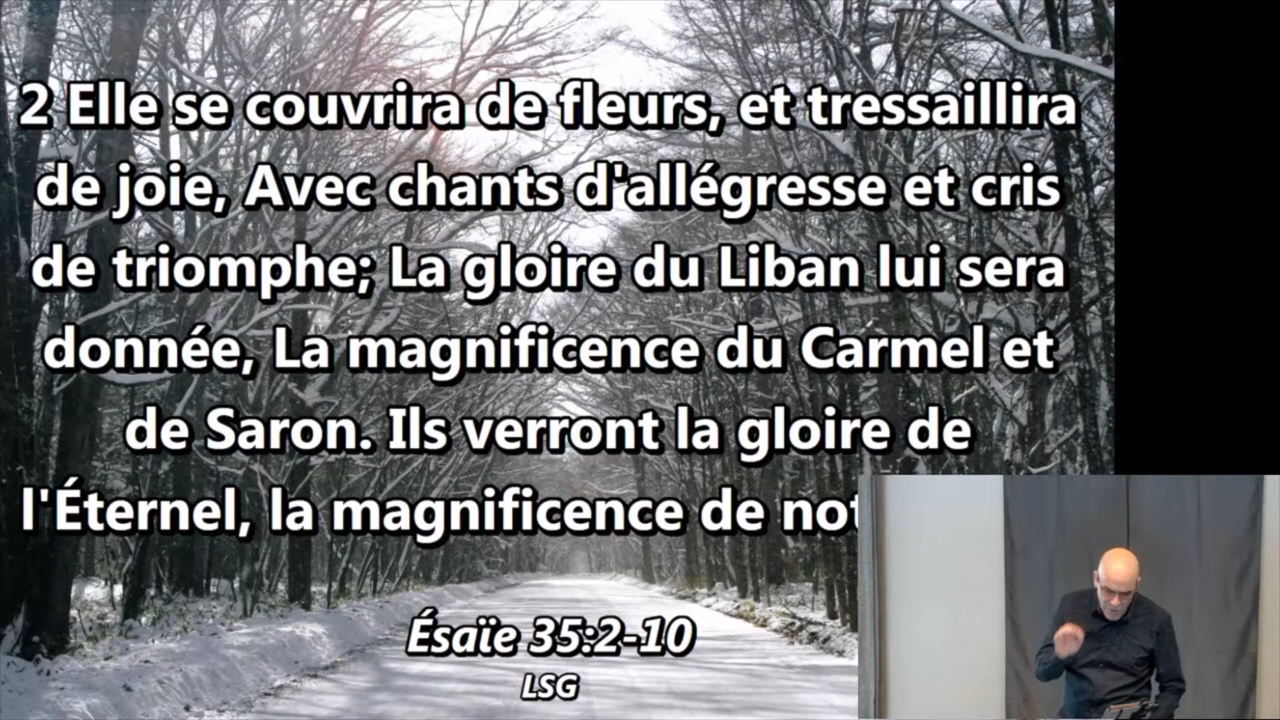 2 Elle se couvrira de fleurs, et tressaillira
de joie, Avec chants d'allégresse et cris
de triomphe; La gloire du Liban lui sera
donnée, La magnificence du Carmel et
de Saron. Ils verront la gloire de
l'Éternel, la magnificence de
Ésaïe 35:2-10
LSG